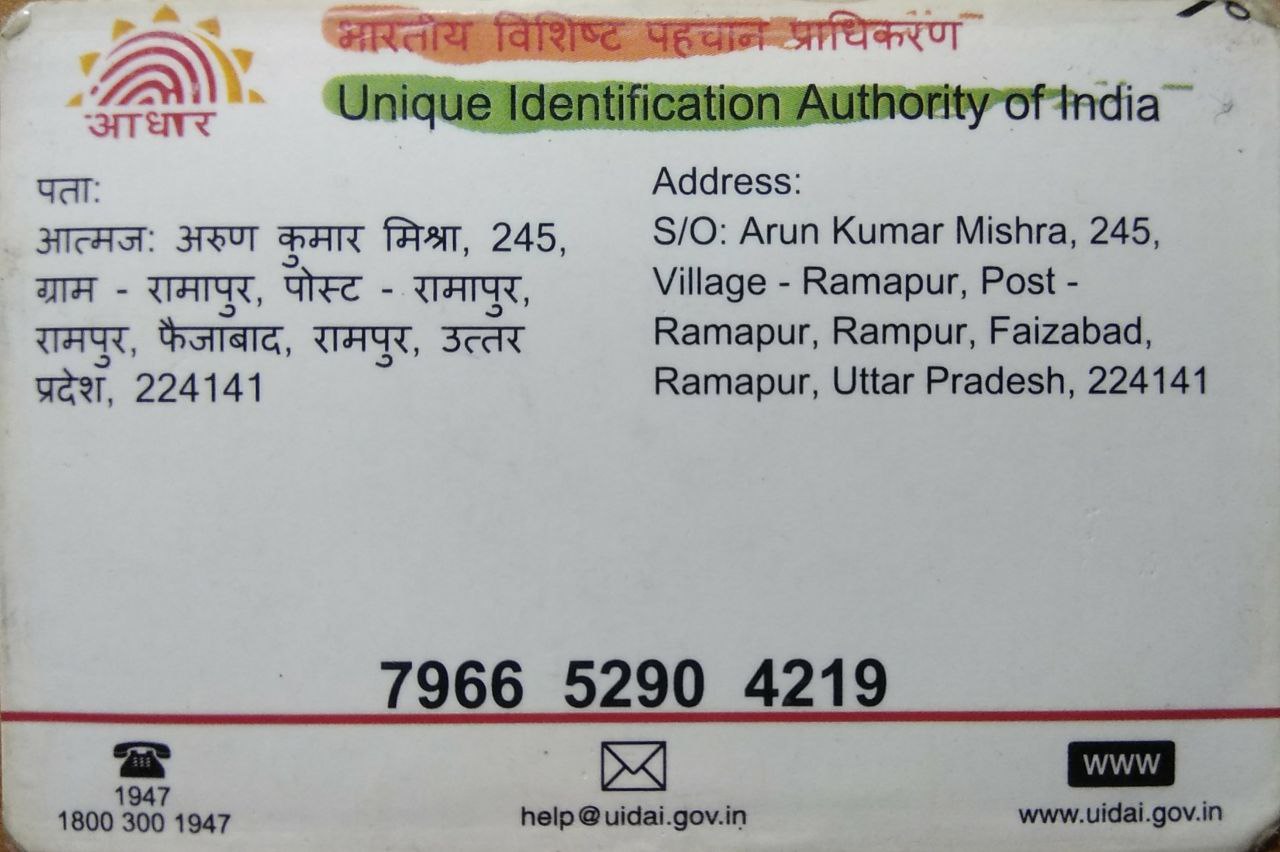 भारतीय विशिष्ट पहचान प्राधिकरण
आधार
Unique Identification Authority of India
पता:
आत्मज: अरुण कुमार मिश्रा, 245,
ग्राम - रामापुर, पोस्ट - रामापुर,
रामपुर, फैजाबाद, रामपुर, उत्तर
प्रदेश, 224141
Address:
S/O: Arun Kumar Mishra, 245,
Village - Ramapur, Post -
Ramapur, Rampur, Faizabad,
Ramapur, Uttar Pradesh, 224141
7966 5290 4219
1947
1800 300 1947
help@uidai.gov.in
www
www.uidai.gov.in